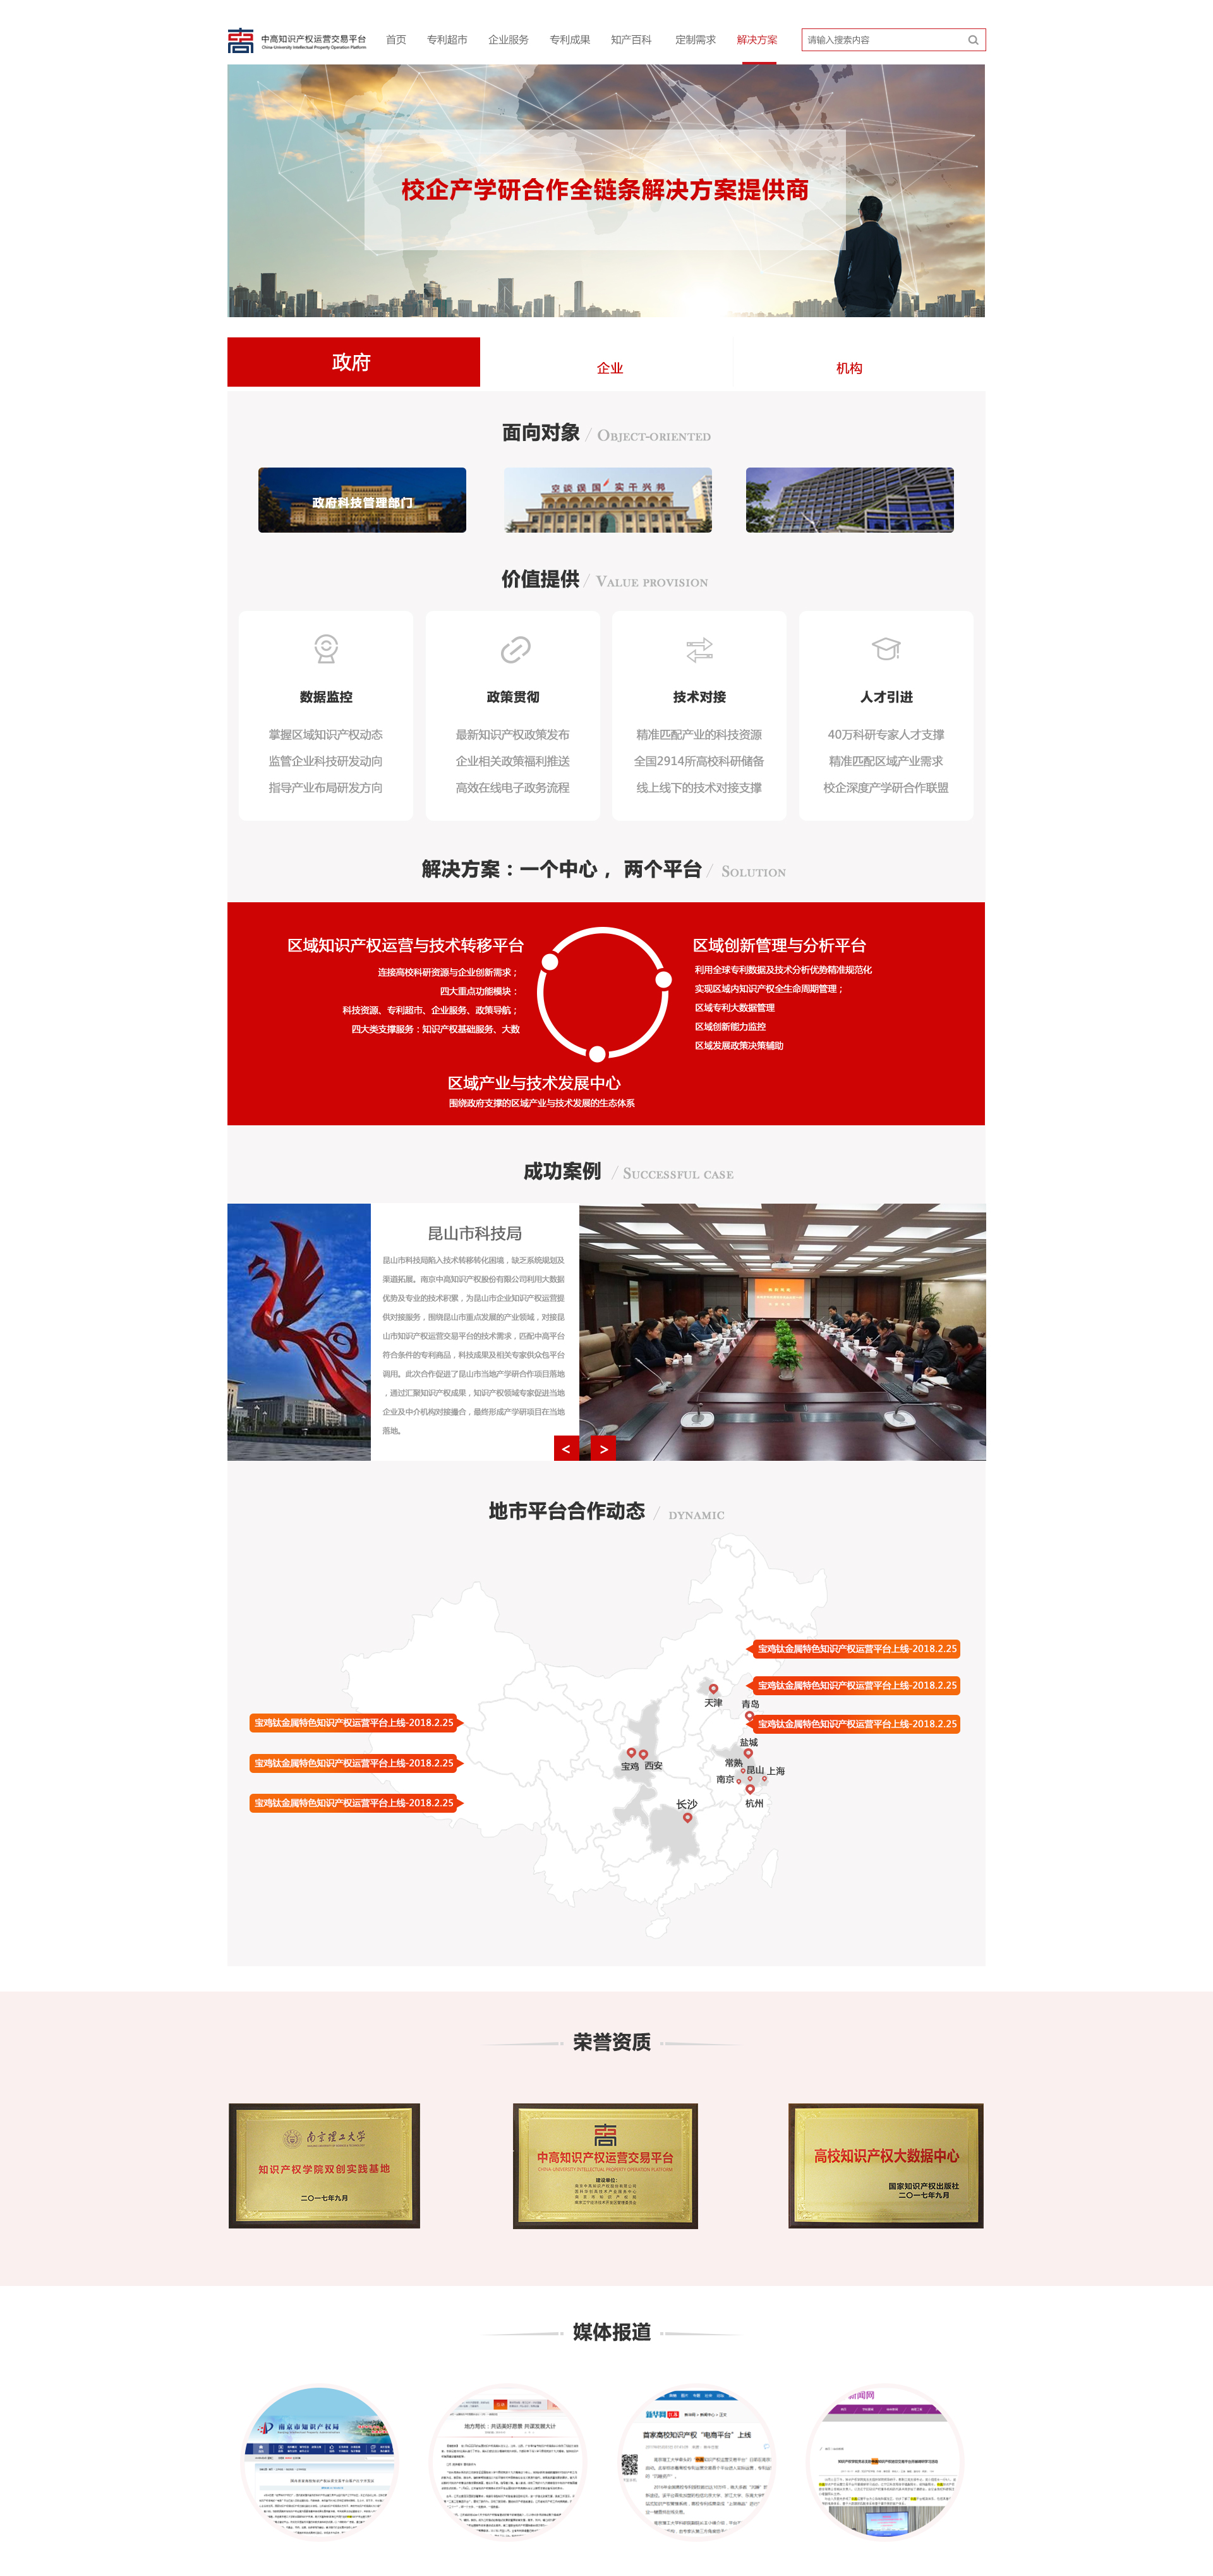 中高知识产权运营交易平台
China-University Intellectual Property Operation Platform
首页 专利超市 企业服务 专利成果 知产百科 定制需求 解决方案
请输入搜索内容
校企产学研合作全链条解决方案提供商
政府 企业 机构
面向对象 / Object-oriented
政府科技管理部门
空谈误国 实干兴邦
价值提供 / Value provision
数据监控
掌握区域知识产权动态
监管企业科技研发动向
指导产业布局研发方向
政策贯彻
最新知识产权政策发布
企业相关政策福利推送
高效在线电子政务流程
技术对接
精准匹配产业的科技资源
全国2914所高校科研储备
线上线下的技术对接支撑
人才引进
40万科研专家人才支撑
精准匹配区域产业需求
校企深度产学研合作联盟
解决方案：一个中心， 两个平台 / Solution
区域知识产权运营与技术转移平台
连接高校科研资源与企业创新需求；
四大重点功能模块：
科技资源、专利超市、企业服务、政策导航；
四大类支撑服务：知识产权基础服务、大数
区域创新管理与分析平台
利用全球专利数据及技术分析优势精准规范化
实现区域内知识产权全生命周期管理；
区域专利大数据管理
区域创新能力监控
区域发展政策决策辅助
区域产业与技术发展中心
围绕政府支撑的区域产业与技术发展的生态体系
成功案例 / Successful case
昆山市科技局
昆山市科技局陷入技术转移转化困境，缺乏系统规划及
渠道拓展。南京中高知识产权股份有限公司利用大数据
优势及专业的技术积累，为昆山市企业知识产权运营提
供对接服务，围绕昆山市重点发展的产业领域，对接昆
山市知识产权运营交易平台的技术需求，匹配中高平台
符合条件的专利商品，科技成果及相关专家供众包平台
调用。此次合作促进了昆山市当地产学研合作项目落地
，通过汇聚知识产权成果，知识产权领域专家促进当地
企业及中介机构对接撮合，最终形成产学研项目在当地
落地。
< >
地市平台合作动态 / dynamic
宝鸡钛金属特色知识产权运营平台上线-2018.2.25
宝鸡钛金属特色知识产权运营平台上线-2018.2.25
宝鸡钛金属特色知识产权运营平台上线-2018.2.25
宝鸡钛金属特色知识产权运营平台上线-2018.2.25
宝鸡钛金属特色知识产权运营平台上线-2018.2.25
宝鸡钛金属特色知识产权运营平台上线-2018.2.25
天津
青岛
盐城
宝鸡 西安
常熟
昆山 上海
南京
杭州
长沙
荣誉资质
南京理工大学
知识产权学院双创实践基地
二〇一七年九月
中高知识产权运营交易平台
CHINA-UNIVERSITY INTELLECTUAL PROPERTY OPERATION PLATFORM
建设单位：
高校知识产权大数据中心
国家知识产权出版社
二〇一七年九月
媒体报道
南京市知识产权局
地方局长：共话美好愿景 共谋发展大计
新华网
首家高校知识产权“电商平台”上线
新闻网